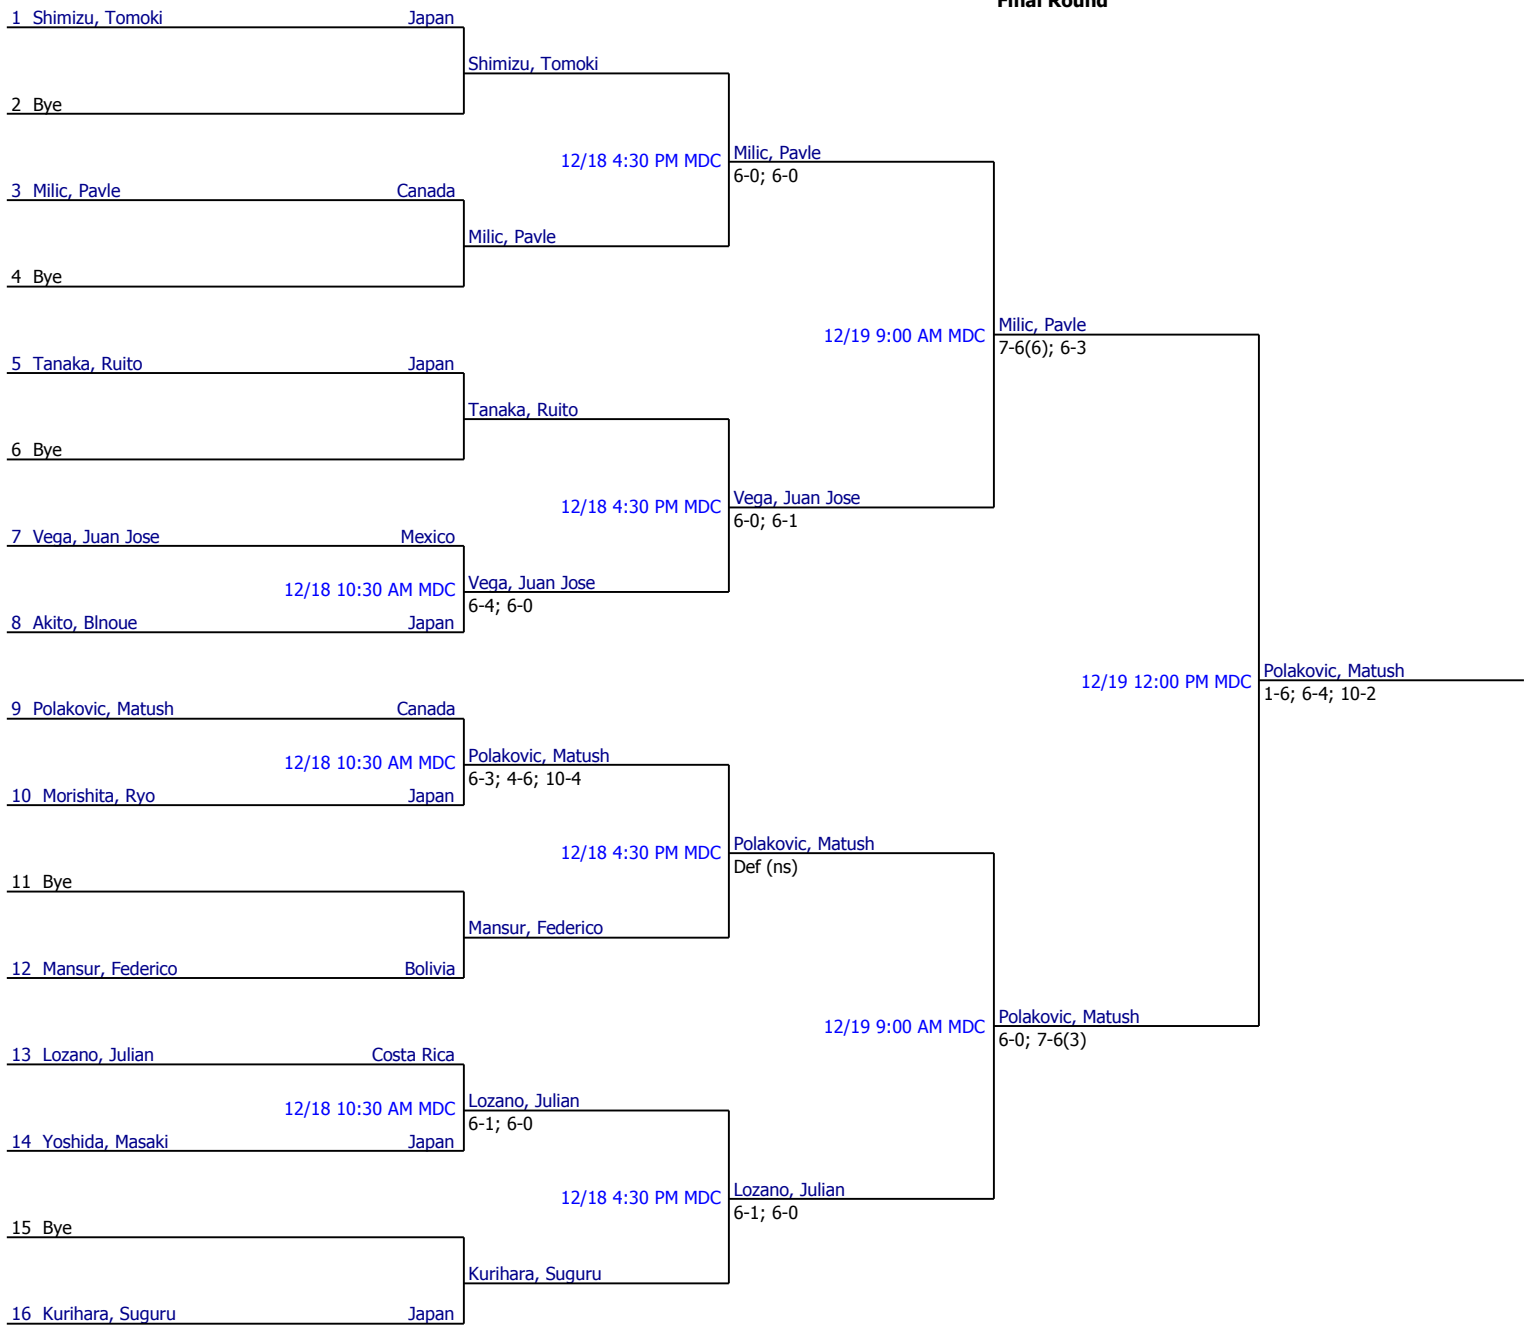 Final Round
1 Shimizu, Tomoki Japan
Shimizu, Tomoki
2 Bye
12/18 4:30 PM MDC Milic, Pavle
6-0; 6-0
3 Milic, Pavle Canada
Milic, Pavle
4 Bye
12/19 9:00 AM MDC Milic, Pavle
7-6(6); 6-3
5 Tanaka, Ruito Japan
Tanaka, Ruito
6 Bye
12/18 4:30 PM MDC Vega, Juan Jose
6-0; 6-1
7 Vega, Juan Jose Mexico
12/18 10:30 AM MDC Vega, Juan Jose
6-4; 6-0
8 Akito, BInoue Japan
12/19 12:00 PM MDC Polakovic, Matush
1-6; 6-4; 10-2
9 Polakovic, Matush Canada
12/18 10:30 AM MDC Polakovic, Matush
6-3; 4-6; 10-4
10 Morishita, Ryo Japan
12/18 4:30 PM MDC Polakovic, Matush
Def (ns)
11 Bye
Mansur, Federico
12 Mansur, Federico Bolivia
12/19 9:00 AM MDC Polakovic, Matush
6-0; 7-6(3)
13 Lozano, Julian Costa Rica
12/18 10:30 AM MDC Lozano, Julian
6-1; 6-0
14 Yoshida, Masaki Japan
12/18 4:30 PM MDC Lozano, Julian
6-1; 6-0
15 Bye
Kurihara, Suguru
16 Kurihara, Suguru Japan